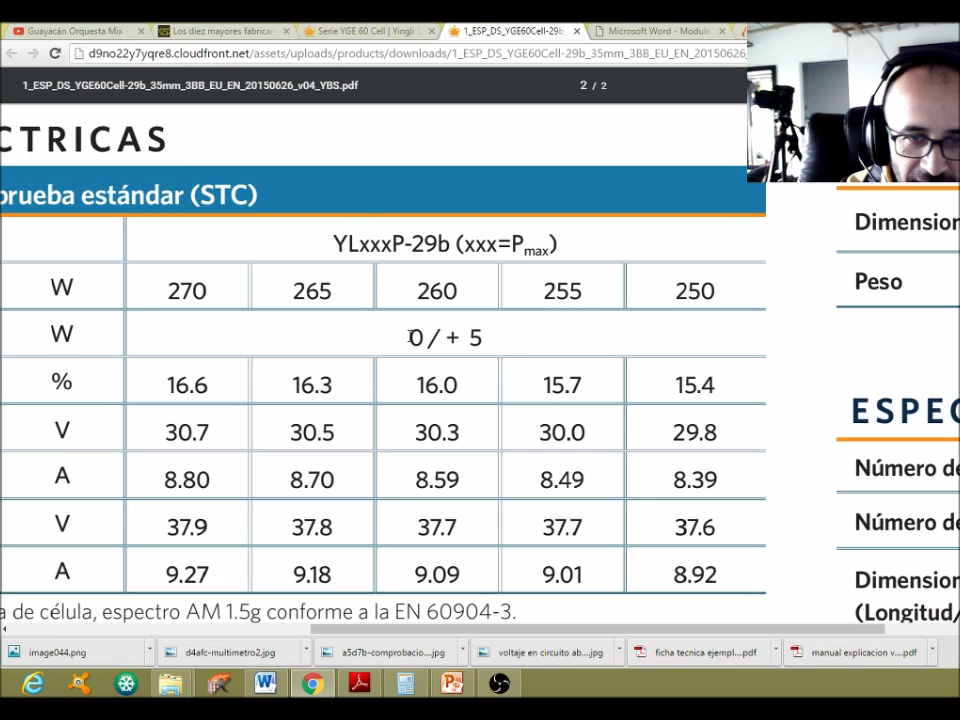 Guayacán Orquesta Mix -
Los diez mayores fabrican
Serie YGE 60 Cell | Yingli
1_ESP_DS_YGE60Cell-29b_
Microsoft Word - Module
d9no22y7yqre8.cloudfront.net/assets/uploads/products/downloads/1_ESP_DS_YGE60Cell-29b_35mm_3BB_EU_EN_20150626_
1_ESP_DS_YGE60Cell-29b_35mm_3BB_EU_EN_20150626_v04_YBS.pdf
2 / 2
CTRICAS
prueba estándar (STC)
YLxxxP-29b (xxx=Pmax)
W 270 265 260 255 250
W 0 / + 5
% 16.6 16.3 16.0 15.7 15.4
V 30.7 30.5 30.3 30.0 29.8
A 8.80 8.70 8.59 8.49 8.39
V 37.9 37.8 37.7 37.7 37.6
A 9.27 9.18 9.09 9.01 8.92
a de célula, espectro AM 1.5g conforme a la EN 60904-3.
Dimension
Peso
ESPEC
Número de
Número de
Dimension
(Longitud/
image044.png
d4afc-multimetro2.jpg
a5d7b-comprobacio....jpg
voltaje en circuito ab....jpg
ficha tecnica ejempl....pdf
manual explicacion v....pdf